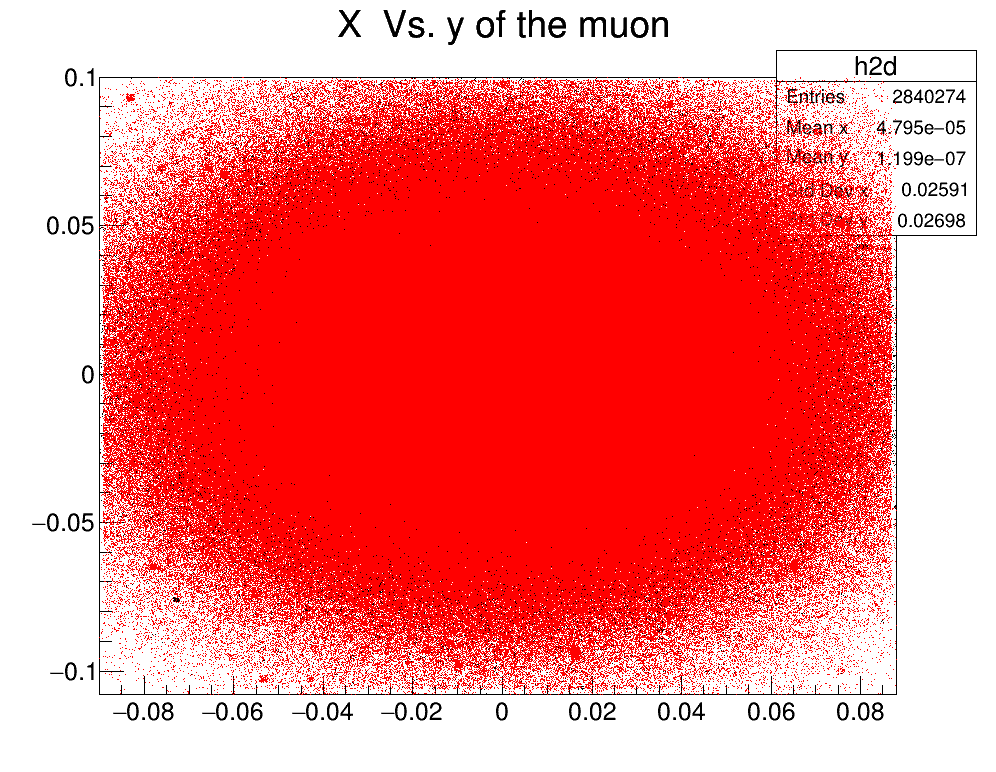 X Vs. y of the muon
h2d
Entries 2840274
Mean x 4.795e−05
Mean y 1.199e−07
Std Dev x 0.02591
0.02698
0.1
0.05
0
−0.05
−0.1
−0.08 −0.06 −0.04 −0.02 0 0.02 0.04 0.06 0.08